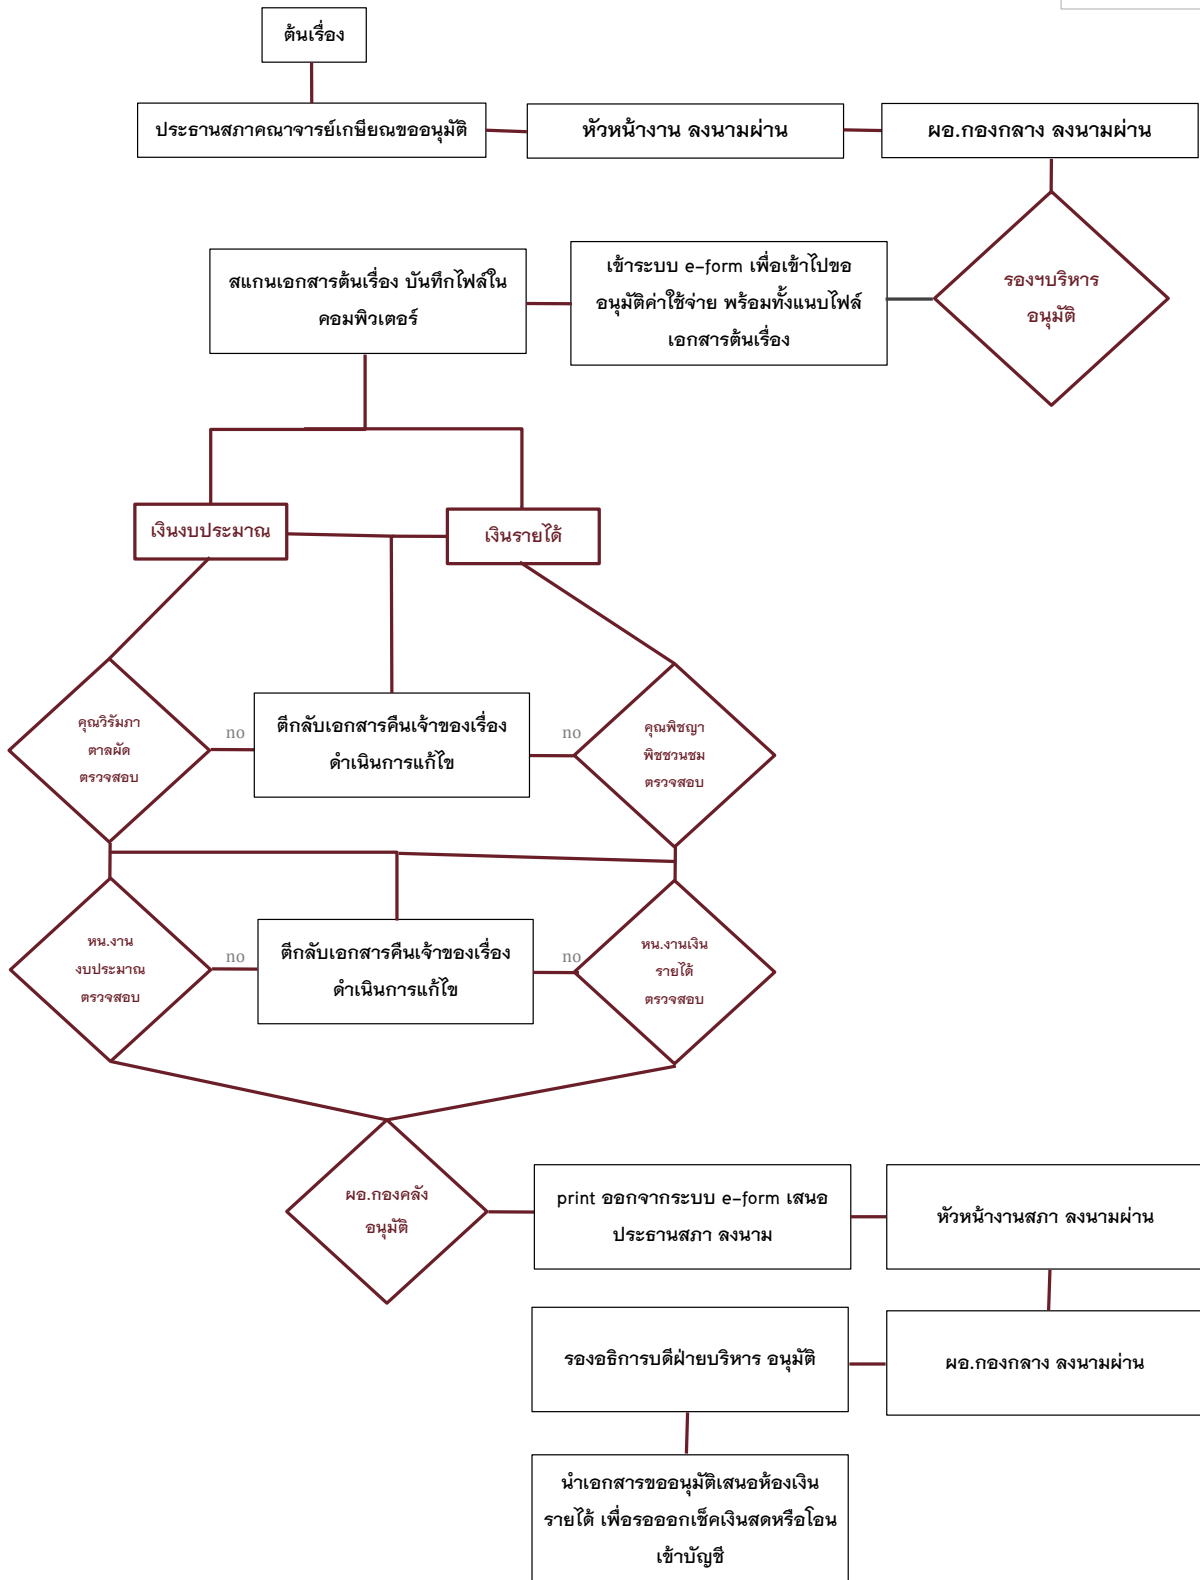 ต้นเรื่อง
ประธานสภาคณาจารย์เกษียณขออนุมัติ
หัวหน้างาน ลงนามผ่าน
ผอ.กองกลาง ลงนามผ่าน
รองฯบริหาร
อนุมัติ
เข้าระบบ e-form เพื่อเข้าไปขอ
อนุมัติค่าใช้จ่าย พร้อมทั้งแนบไฟล์
เอกสารต้นเรื่อง
สแกนเอกสารต้นเรื่อง บันทึกไฟล์ใน
คอมพิวเตอร์
เงินงบประมาณ
เงินรายได้
คุณวิรัมภา
ตาลผัด
ตรวจสอบ
no
ตีกลับเอกสารคืนเจ้าของเรื่อง
ดำเนินการแก้ไข
no
คุณพิชญา
พิชชวนชม
ตรวจสอบ
หน.งาน
งบประมาณ
ตรวจสอบ
no
ตีกลับเอกสารคืนเจ้าของเรื่อง
ดำเนินการแก้ไข
no
หน.งานเงิน
รายได้
ตรวจสอบ
ผอ.กองคลัง
อนุมัติ
print ออกจากระบบ e-form เสนอ
ประธานสภา ลงนาม
หัวหน้างานสภา ลงนามผ่าน
ผอ.กองกลาง ลงนามผ่าน
รองอธิการบดีฝ่ายบริหาร อนุมัติ
นำเอกสารขออนุมัติเสนอห้องเงิน
รายได้ เพื่อรอออกเช็คเงินสดหรือโอน
เข้าบัญชี